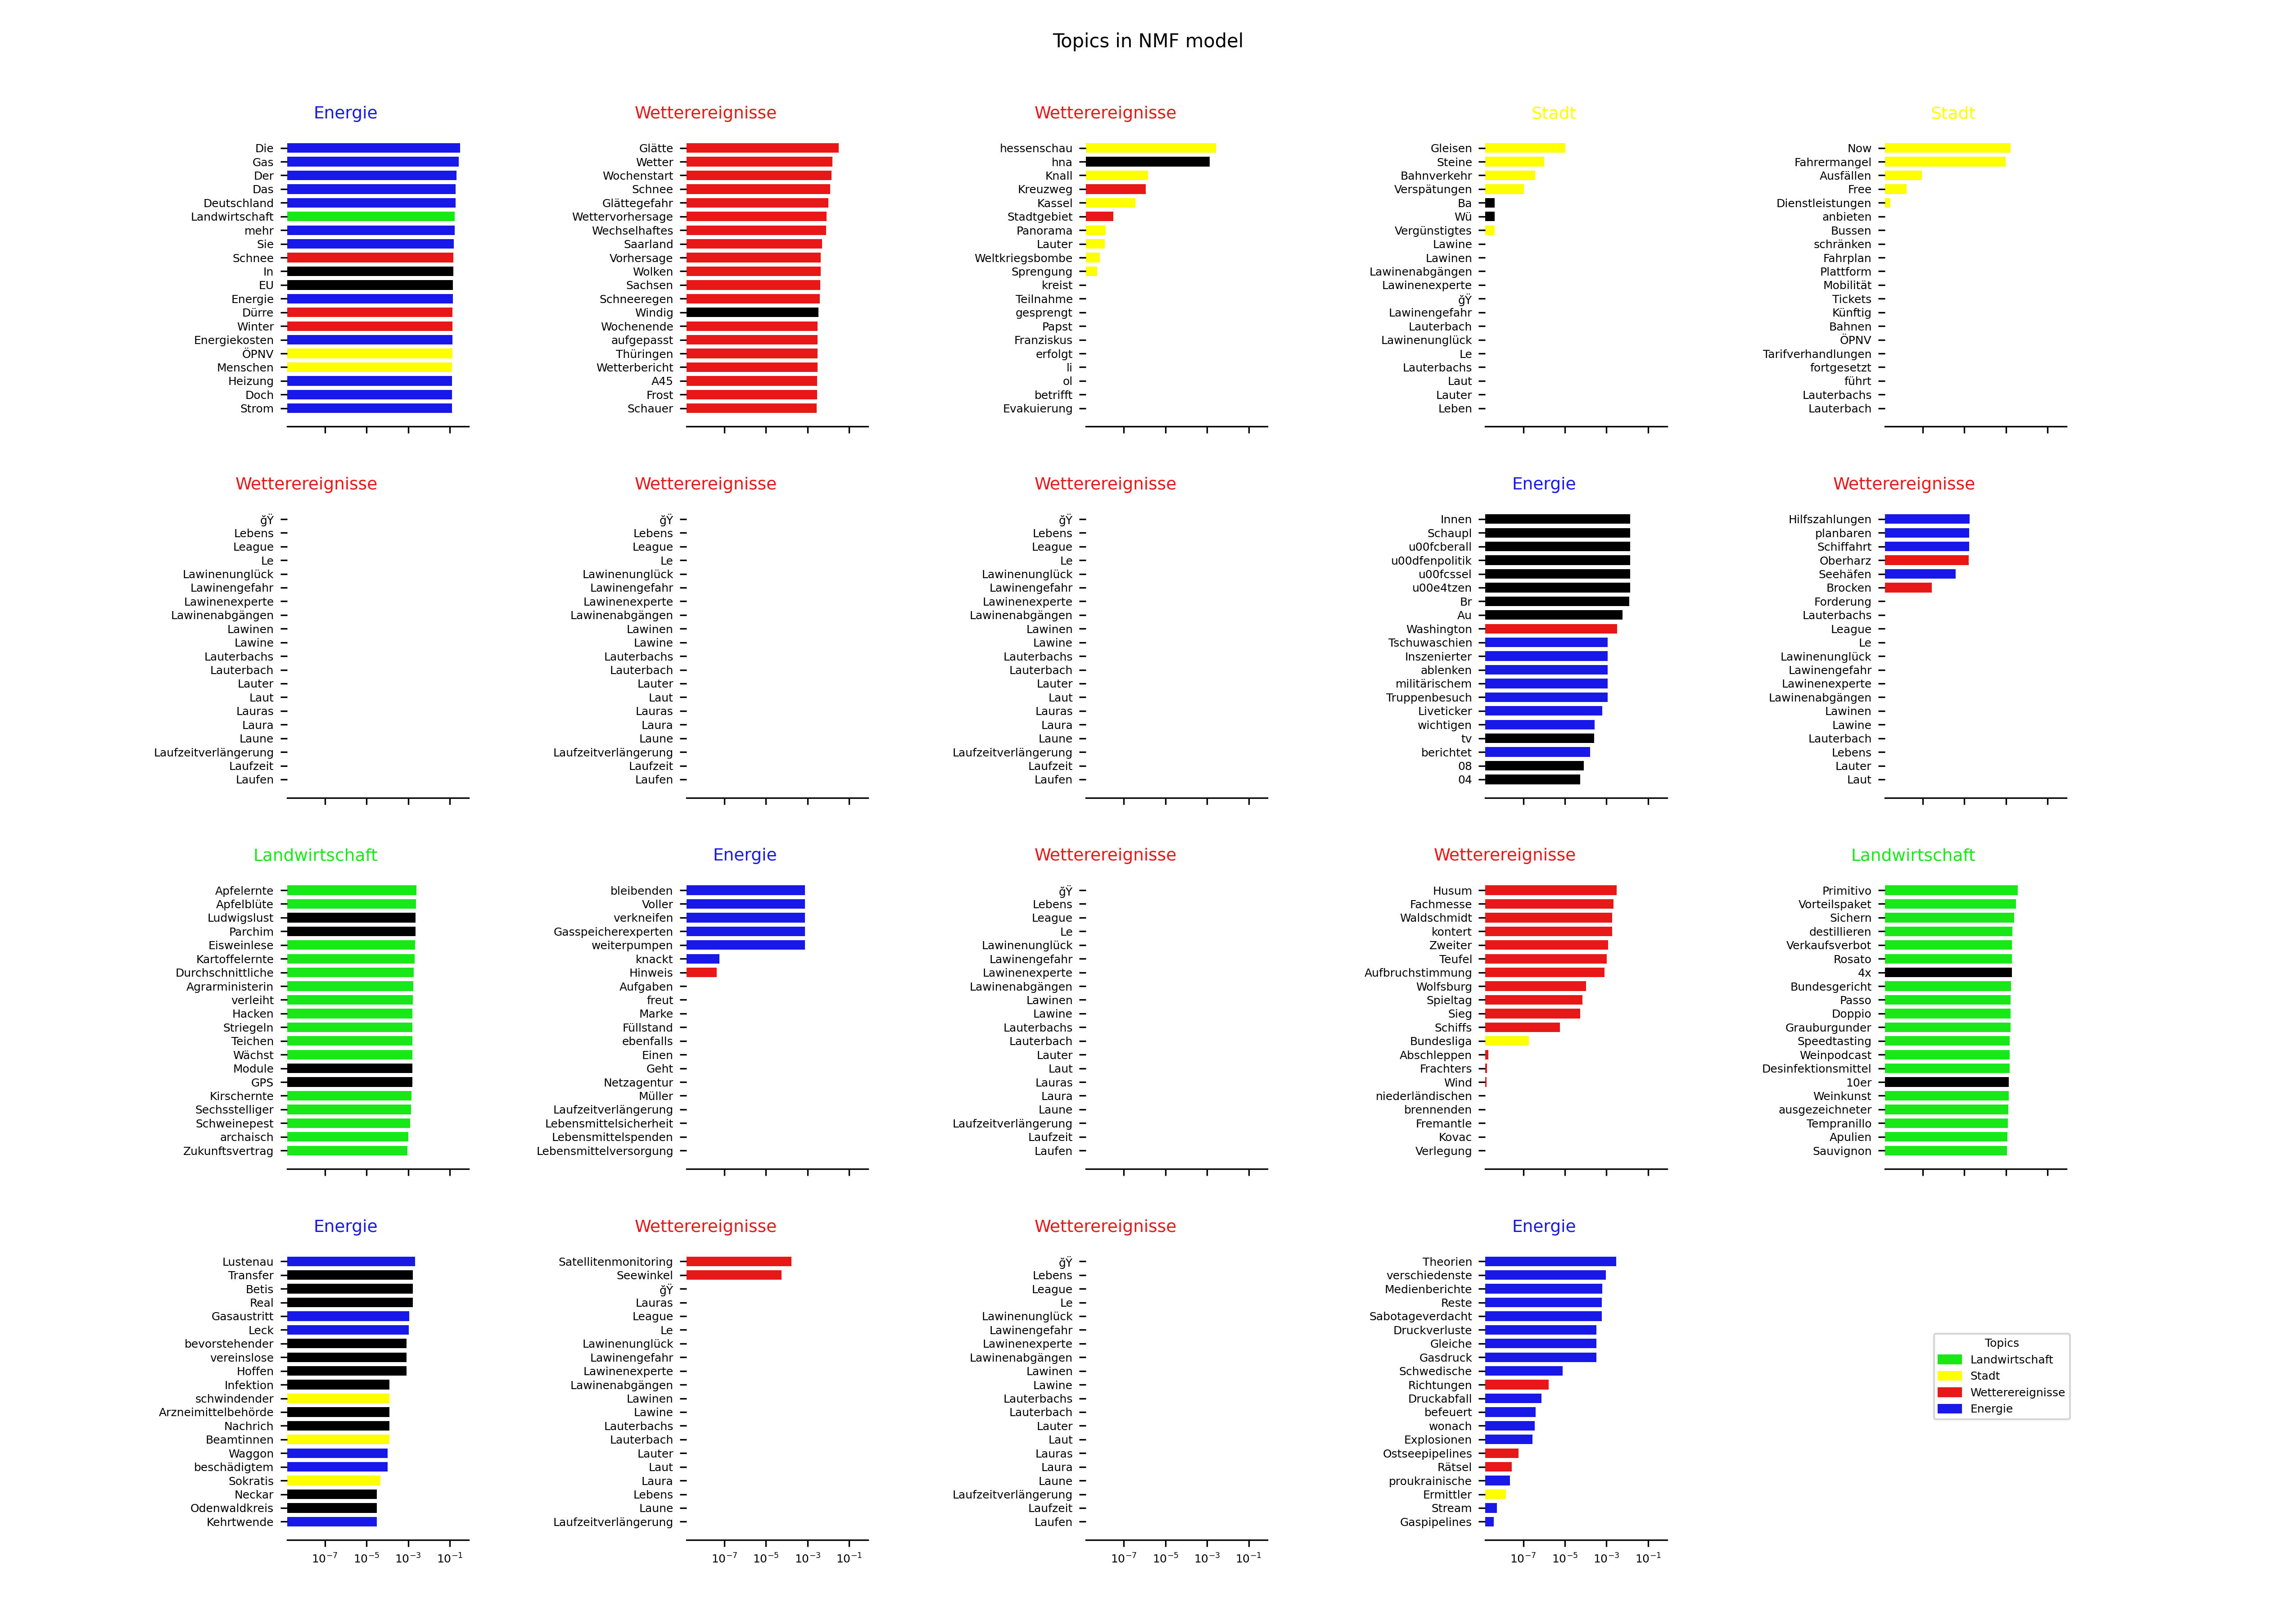 Topics in NMF model
Energie
Die
Gas
Der
Das
Deutschland
Landwirtschaft
mehr
Sie
Schnee
In
EU
Energie
Dürre
Winter
Energiekosten
ÖPNV
Menschen
Heizung
Doch
Strom
Wetterereignisse
Glätte
Wetter
Wochenstart
Schnee
Glättegefahr
Wettervorhersage
Wechselhaftes
Saarland
Vorhersage
Wolken
Sachsen
Schneeregen
Windig
Wochenende
aufgepasst
Thüringen
Wetterbericht
A45
Frost
Schauer
Wetterereignisse
hessenschau
hna
Knall
Kreuzweg
Kassel
Stadtgebiet
Panorama
Lauter
Weltkriegsbombe
Sprengung
kreist
Teilnahme
gesprengt
Papst
Franziskus
erfolgt
li
ol
betrifft
Evakuierung
Stadt
Gleisen
Steine
Bahnverkehr
Verspätungen
Ba
Wü
Vergünstigtes
Lawine
Lawinen
Lawinenabgängen
Lawinenexperte
ğŸ
Lawinengefahr
Lauterbach
Lawinenunglück
Le
Lauterbachs
Laut
Lauter
Leben
Stadt
Now
Fahrermangel
Ausfällen
Free
Dienstleistungen
anbieten
Bussen
schränken
Fahrplan
Plattform
Mobilität
Tickets
Künftig
Bahnen
ÖPNV
Tarifverhandlungen
fortgesetzt
führt
Lauterbachs
Lauterbach
Wetterereignisse
ğŸ
Lebens
League
Le
Lawinenunglück
Lawinengefahr
Lawinenexperte
Lawinenabgängen
Lawinen
Lawine
Lauterbachs
Lauterbach
Lauter
Laut
Lauras
Laura
Laune
Laufzeitverlängerung
Laufzeit
Laufen
Wetterereignisse
ğŸ
Lebens
League
Le
Lawinenunglück
Lawinengefahr
Lawinenexperte
Lawinenabgängen
Lawinen
Lawine
Lauterbachs
Lauterbach
Lauter
Laut
Lauras
Laura
Laune
Laufzeitverlängerung
Laufzeit
Laufen
Wetterereignisse
ğŸ
Lebens
League
Le
Lawinenunglück
Lawinengefahr
Lawinenexperte
Lawinenabgängen
Lawinen
Lawine
Lauterbachs
Lauterbach
Lauter
Laut
Lauras
Laura
Laune
Laufzeitverlängerung
Laufzeit
Laufen
Energie
Innen
Schaupl
u00fcberall
u00dfenpolitik
u00fcssel
u00e4tzen
Br
Au
Washington
Tschuwaschien
Inszenierter
ablenken
militärischem
Truppenbesuch
Liveticker
wichtigen
tv
berichtet
08
04
Wetterereignisse
Hilfszahlungen
planbaren
Schiffahrt
Oberharz
Seehäfen
Brocken
Forderung
Lauterbachs
League
Le
Lawinenunglück
Lawinengefahr
Lawinenexperte
Lawinenabgängen
Lawinen
Lawine
Lauterbach
Lebens
Lauter
Laut
Landwirtschaft
Apfelernte
Apfelblüte
Ludwigslust
Parchim
Eisweinlese
Kartoffelernte
Durchschnittliche
Agrarministerin
verleiht
Hacken
Striegeln
Teichen
Wächst
Module
GPS
Kirschernte
Sechsstelliger
Schweinepest
archaisch
Zukunftsvertrag
Energie
bleibenden
Voller
verkneifen
Gasspeicherexperten
weiterpumpen
knackt
Hinweis
Aufgaben
freut
Marke
Füllstand
ebenfalls
Einen
Geht
Netzagentur
Müller
Laufzeitverlängerung
Lebensmittelsicherheit
Lebensmittelspenden
Lebensmittelversorgung
Wetterereignisse
ğŸ
Lebens
League
Le
Lawinenunglück
Lawinengefahr
Lawinenexperte
Lawinenabgängen
Lawinen
Lawine
Lauterbachs
Lauterbach
Lauter
Laut
Lauras
Laura
Laune
Laufzeitverlängerung
Laufzeit
Laufen
Wetterereignisse
Husum
Fachmesse
Waldschmidt
kontert
Zweiter
Teufel
Aufbruchstimmung
Wolfsburg
Spieltag
Sieg
Schiffs
Bundesliga
Abschleppen
Frachters
Wind
niederländischen
brennenden
Fremantle
Kovac
Verlegung
Landwirtschaft
Primitivo
Vorteilspaket
Sichern
destillieren
Verkaufsverbot
Rosato
4x
Bundesgericht
Passo
Doppio
Grauburgunder
Speedtasting
Weinpodcast
Desinfektionsmittel
10er
Weinkunst
ausgezeichneter
Tempranillo
Apulien
Sauvignon
Energie
Lustenau
Transfer
Betis
Real
Gasaustritt
Leck
bevorstehender
vereinslose
Hoffen
Infektion
schwindender
Arzneimittelbehörde
Nachrich
Beamtinnen
Waggon
beschädigtem
Sokratis
Neckar
Odenwaldkreis
Kehrtwende
10⁻⁷ 10⁻⁵ 10⁻³ 10⁻¹
Wetterereignisse
Satellitenmonitoring
Seewinkel
ğŸ
Lauras
League
Le
Lawinenunglück
Lawinengefahr
Lawinenexperte
Lawinenabgängen
Lawinen
Lawine
Lauterbachs
Lauterbach
Lauter
Laut
Laura
Lebens
Laune
Laufzeitverlängerung
10⁻⁷ 10⁻⁵ 10⁻³ 10⁻¹
Wetterereignisse
ğŸ
Lebens
League
Le
Lawinenunglück
Lawinengefahr
Lawinenexperte
Lawinenabgängen
Lawinen
Lawine
Lauterbachs
Lauterbach
Lauter
Laut
Lauras
Laura
Laune
Laufzeitverlängerung
Laufzeit
Laufen
10⁻⁷ 10⁻⁵ 10⁻³ 10⁻¹
Energie
Theorien
verschiedenste
Medienberichte
Reste
Sabotageverdacht
Druckverluste
Gleiche
Gasdruck
Schwedische
Richtungen
Druckabfall
befeuert
wonach
Explosionen
Ostseepipelines
Rätsel
proukrainische
Ermittler
Stream
Gaspipelines
10⁻⁷ 10⁻⁵ 10⁻³ 10⁻¹
Topics
Landwirtschaft
Stadt
Wetterereignisse
Energie